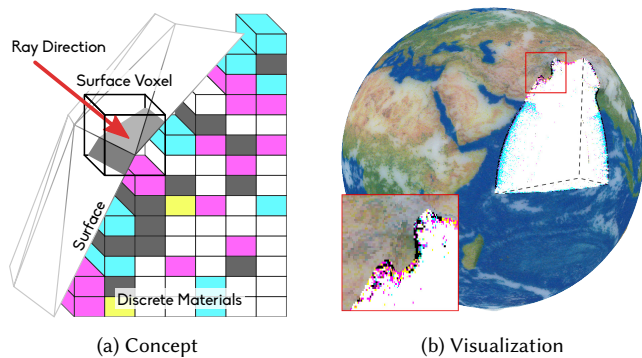 Ray Direction
Surface Voxel
Surface
Discrete Materials
(a) Concept
(b) Visualization